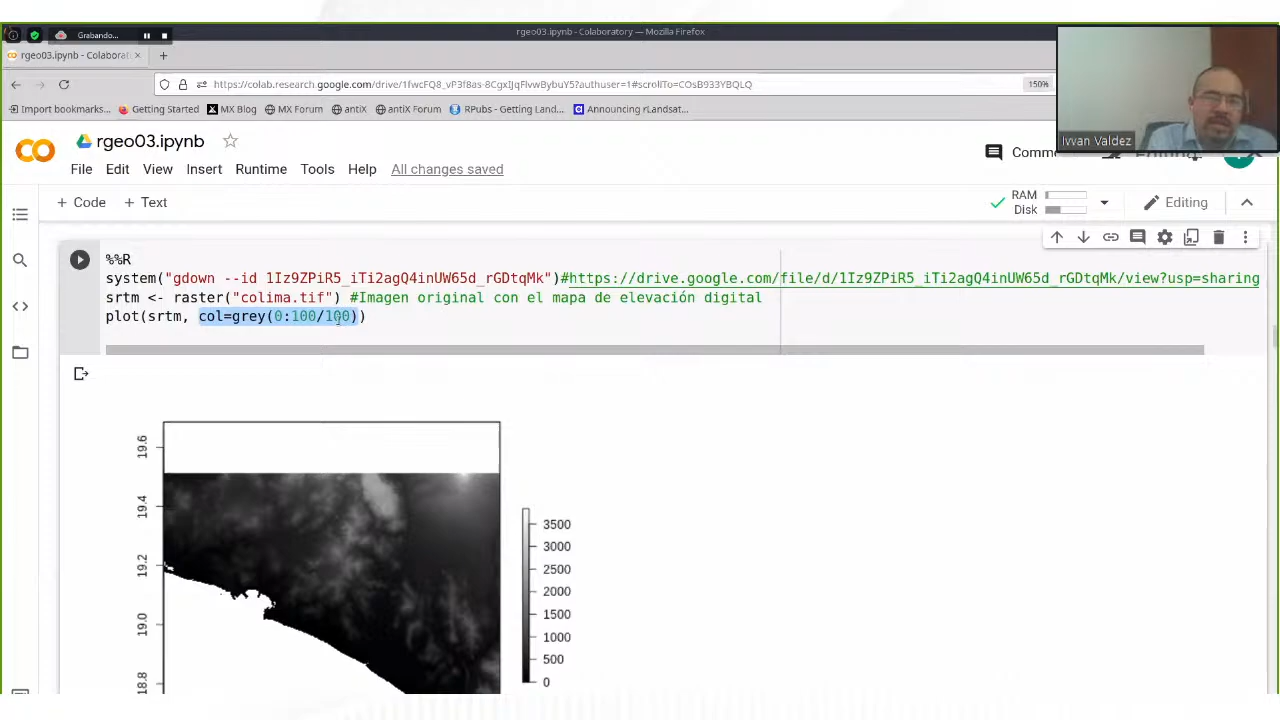 Grabando...
rgeo03.ipynb - Colaboratory — Mozilla Firefox
rgeo03.ipynb - Colaborat
https://colab.research.google.com/drive/1fwcFQ8_vP3f8as-8CgxIJqFlvwBybuY5?authuser=1#scrollTo=COsB933YBQLQ
150%
Import bookmarks...
Getting Started
MX Blog
MX Forum
antiX
antiX Forum
RPubs - Getting Land...
Announcing rLandsat...
Ivvan Valdez
rgeo03.ipynb
File Edit View Insert Runtime Tools Help All changes saved
Comm
+ Code + Text
RAM
Disk
Editing
%%R
system("gdown --id 1Iz9ZPiR5_iTi2agQ4inUW65d_rGDtqMk")#https://drive.google.com/file/d/1Iz9ZPiR5_iTi2agQ4inUW65d_rGDtqMk/view?usp=sharing
srtm <- raster("colima.tif") #Imagen original con el mapa de elevación digital
plot(srtm, col=grey(0:100/100))
19.6
19.4
19.2
19.0
18.8
3500
3000
2500
2000
1500
1000
500
0